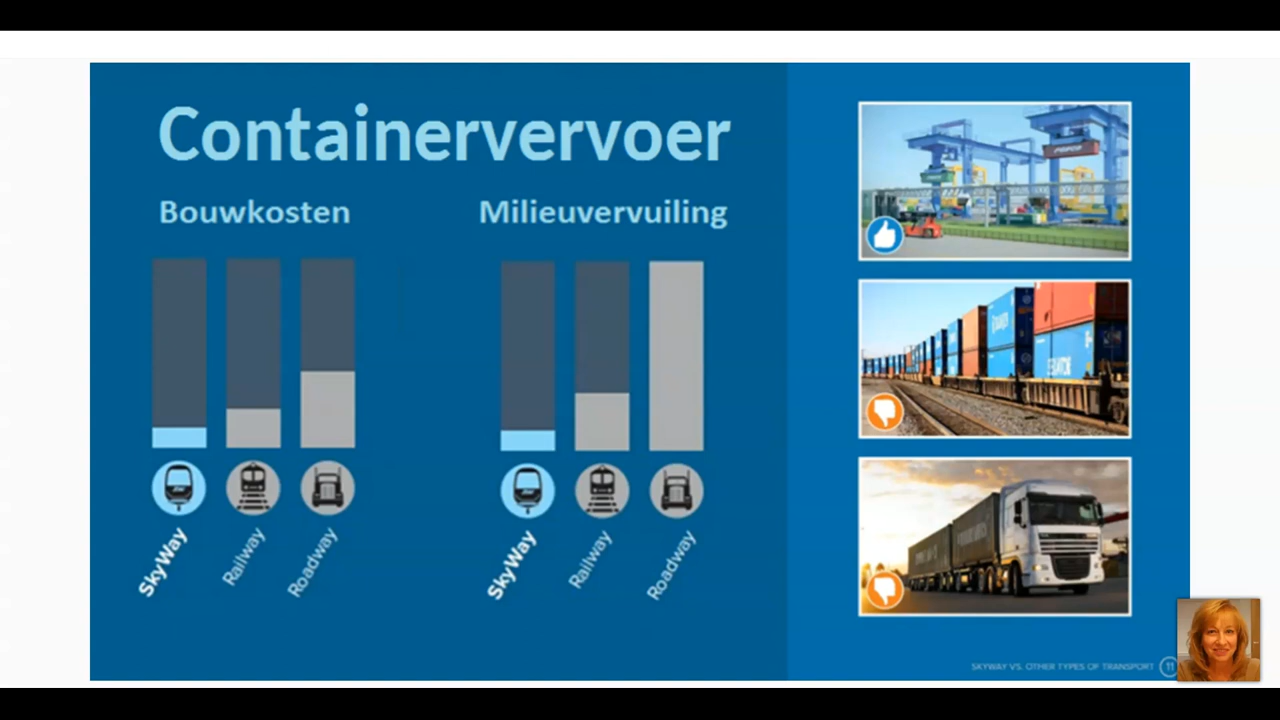 Containervervoer
Bouwkosten
Milieuvervuiling
SkyWay
Railway
Roadway
SkyWay
Railway
Roadway
SKYWAY VS. OTHER TYPES OF TRANSPORT 11